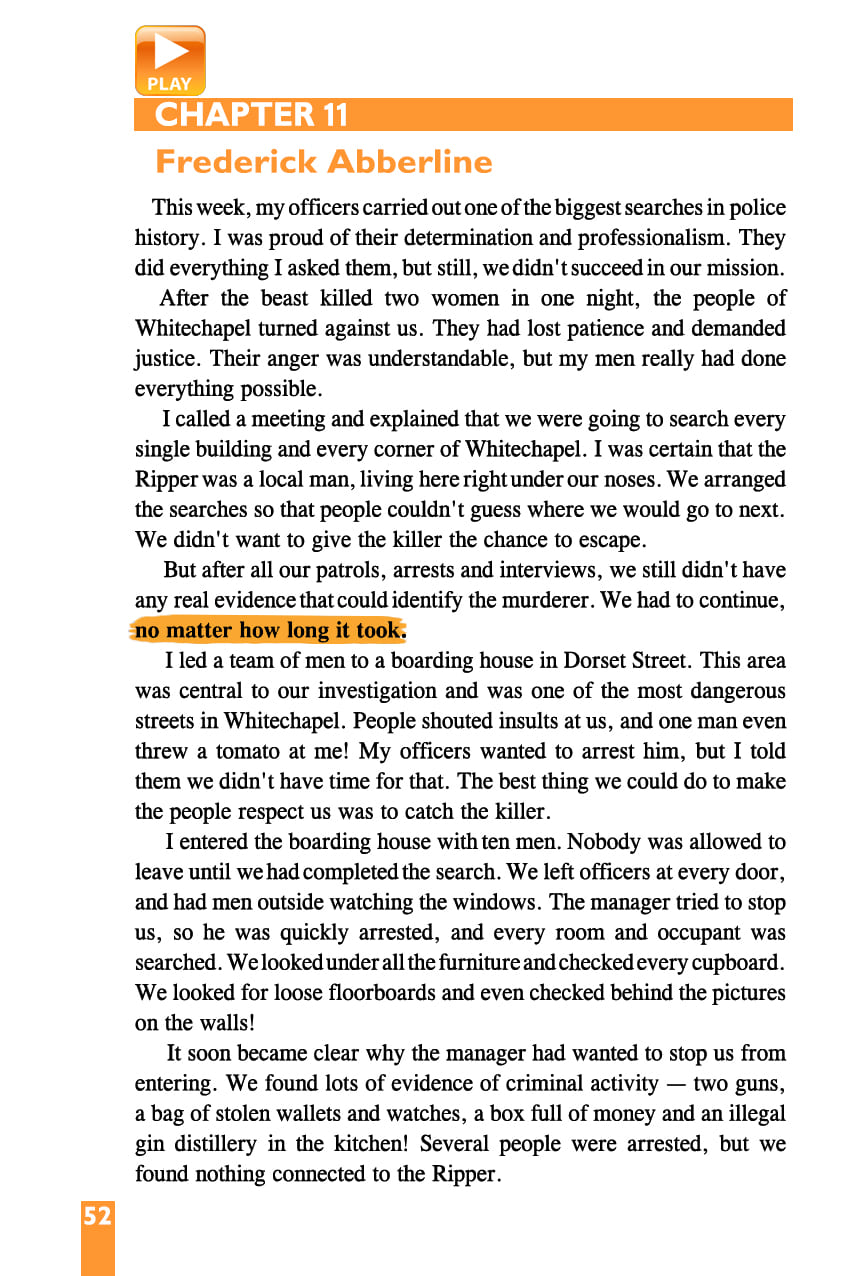 PLAY
CHAPTER 11
Frederick Abberline
This week, my officers carried out one of the biggest searches in police
history. I was proud of their determination and professionalism. They
did everything I asked them, but still, we didn't succeed in our mission.
After the beast killed two women in one night, the people of
Whitechapel turned against us. They had lost patience and demanded
justice. Their anger was understandable, but my men really had done
everything possible.
I called a meeting and explained that we were going to search every
single building and every corner of Whitechapel. I was certain that the
Ripper was a local man, living here right under our noses. We arranged
the searches so that people couldn't guess where we would go to next.
We didn't want to give the killer the chance to escape.
But after all our patrols, arrests and interviews, we still didn't have
any real evidence that could identify the murderer. We had to continue,
no matter how long it took.
I led a team of men to a boarding house in Dorset Street. This area
was central to our investigation and was one of the most dangerous
streets in Whitechapel. People shouted insults at us, and one man even
threw a tomato at me! My officers wanted to arrest him, but I told
them we didn't have time for that. The best thing we could do to make
the people respect us was to catch the killer.
I entered the boarding house with ten men. Nobody was allowed to
leave until we had completed the search. We left officers at every door,
and had men outside watching the windows. The manager tried to stop
us, so he was quickly arrested, and every room and occupant was
searched. We looked under all the furniture and checked every cupboard.
We looked for loose floorboards and even checked behind the pictures
on the walls!
It soon became clear why the manager had wanted to stop us from
entering. We found lots of evidence of criminal activity — two guns,
a bag of stolen wallets and watches, a box full of money and an illegal
gin distillery in the kitchen! Several people were arrested, but we
found nothing connected to the Ripper.
52